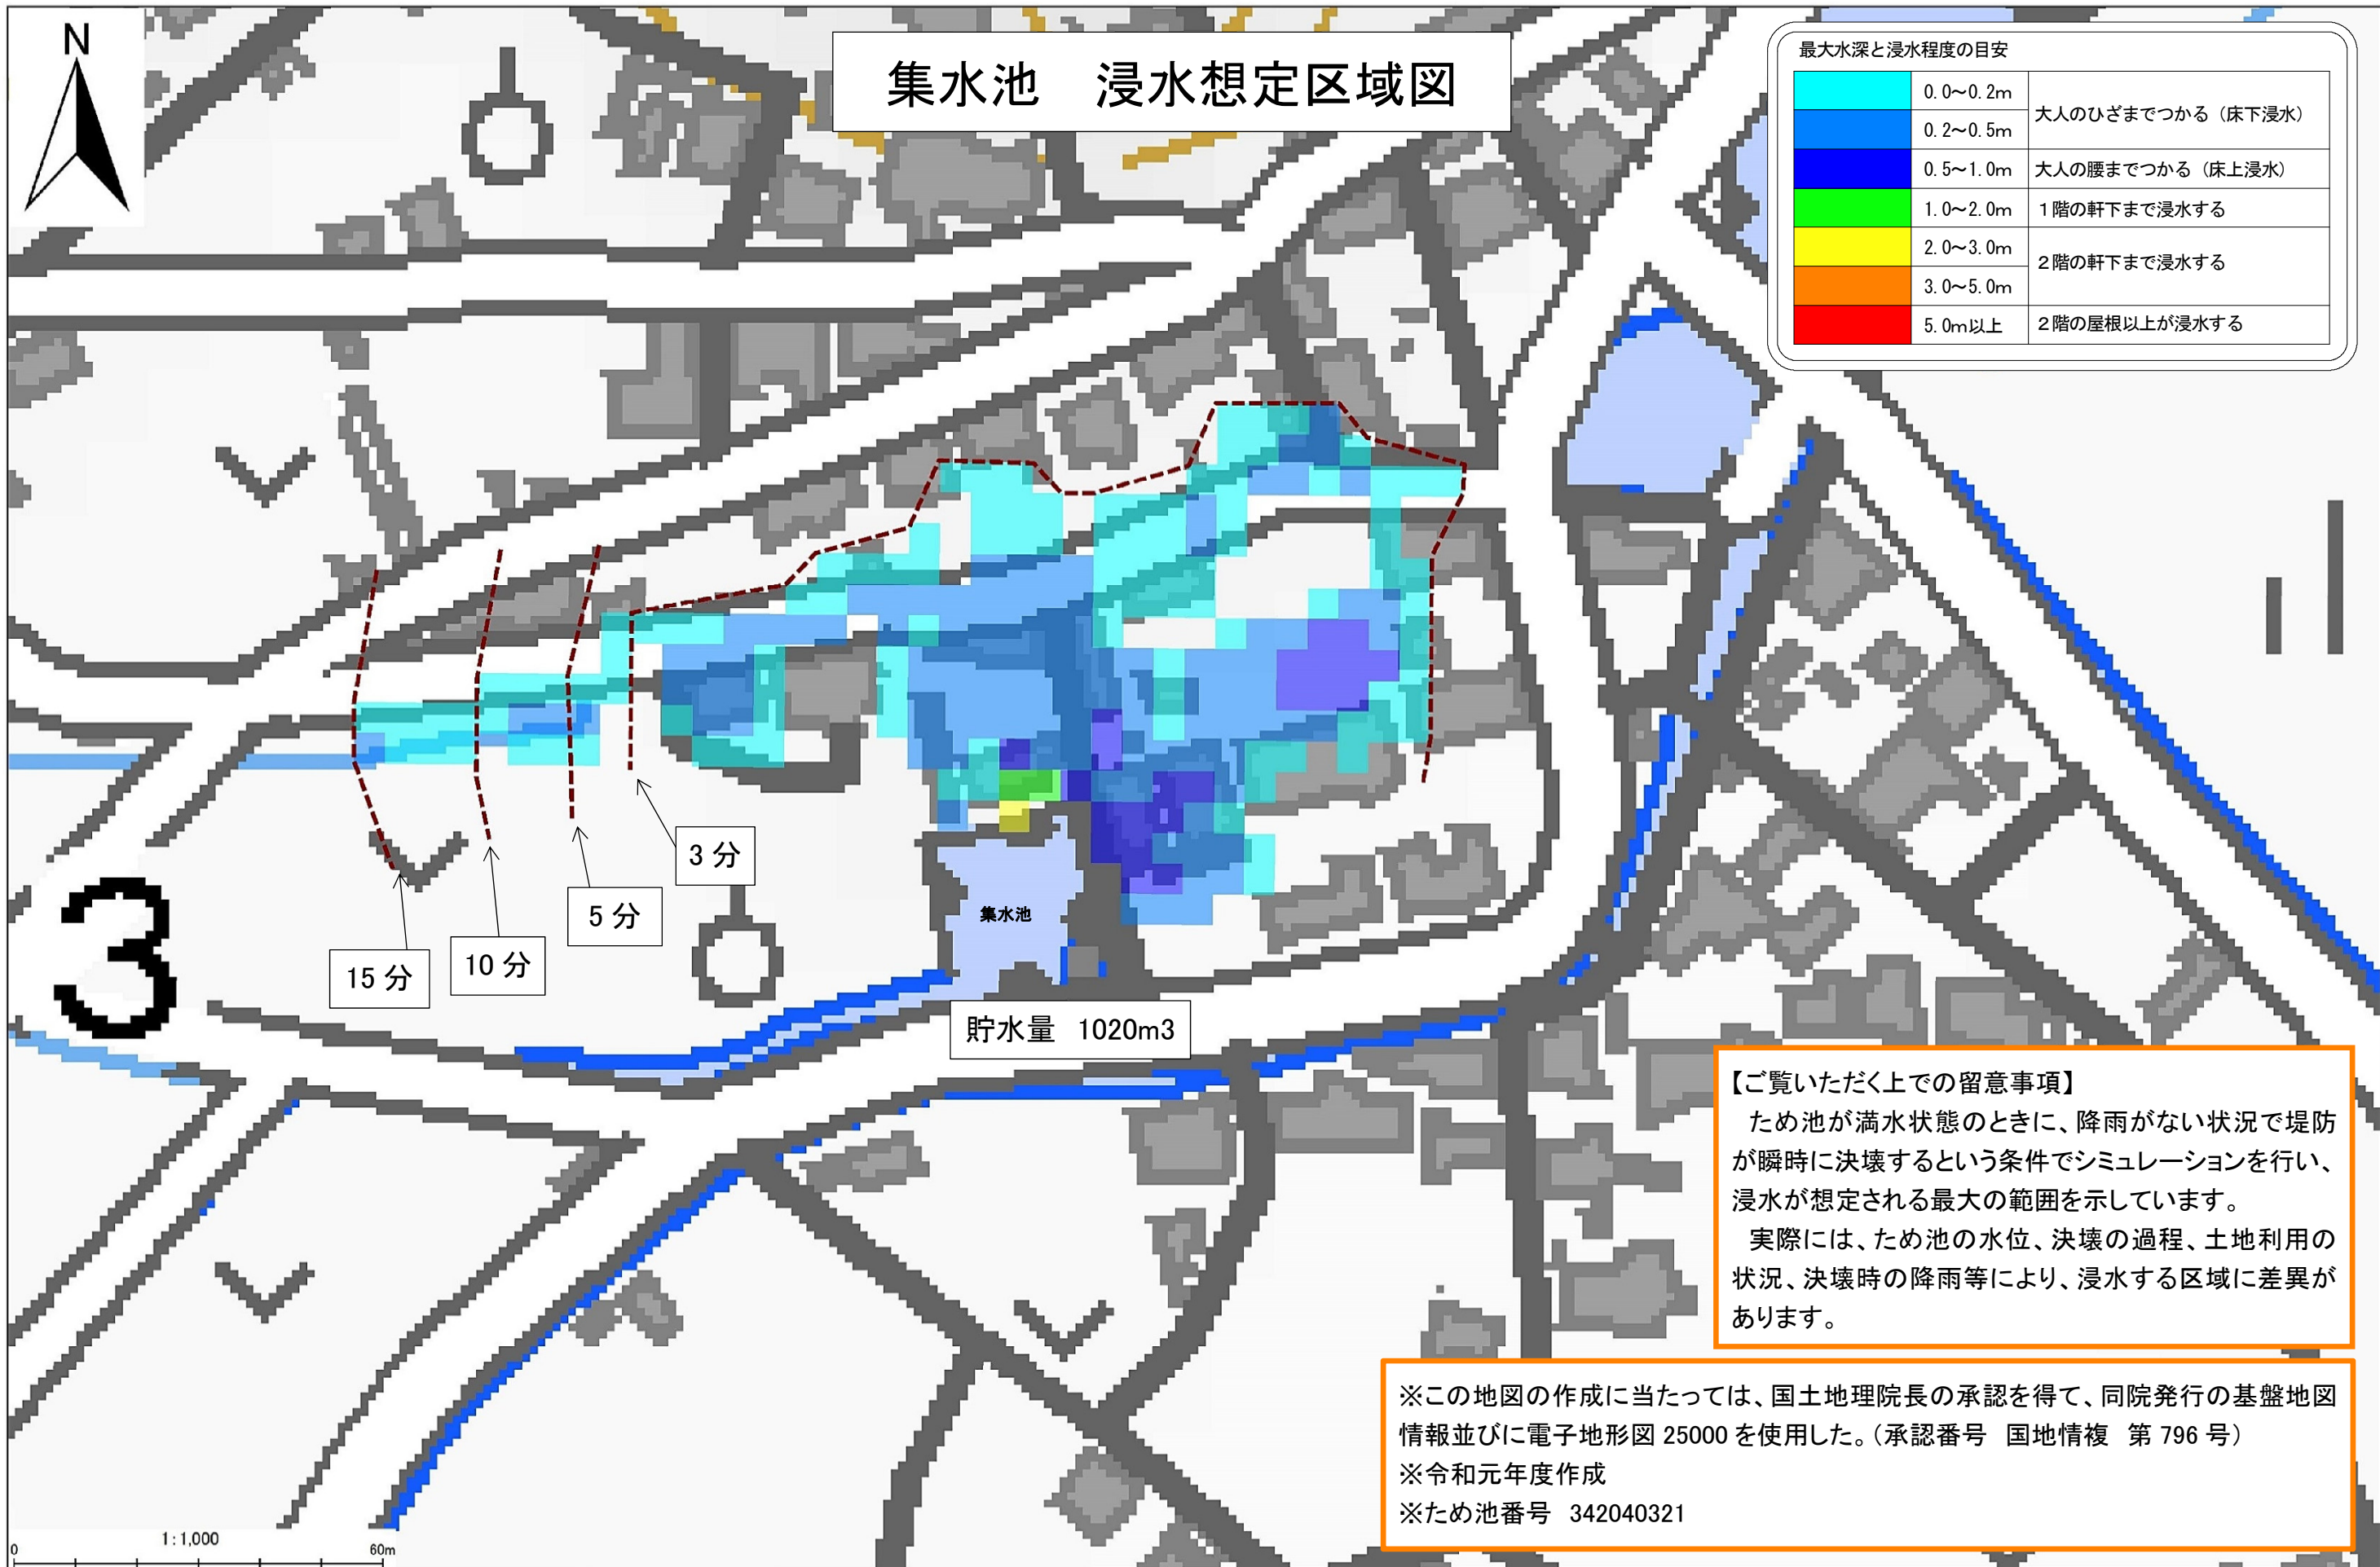 N
集水池　浸水想定区域図
最大水深と浸水程度の目安
0.0～0.2m
大人のひざまでつかる（床下浸水）
0.2～0.5m
0.5～1.0m 大人の腰までつかる（床上浸水）
1.0～2.0m １階の軒下まで浸水する
2.0～3.0m
２階の軒下まで浸水する
3.0～5.0m
5.0m以上 ２階の屋根以上が浸水する
3分
5分
10分
15分
3
集水池
貯水量　1020m3
【ご覧いただく上での留意事項】
ため池が満水状態のときに、降雨がない状況で堤防
が瞬時に決壊するという条件でシミュレーションを行い、
浸水が想定される最大の範囲を示しています。
実際には、ため池の水位、決壊の過程、土地利用の
状況、決壊時の降雨等により、浸水する区域に差異が
あります。
※この地図の作成に当たっては、国土地理院長の承認を得て、同院発行の基盤地図
情報並びに電子地形図25000を使用した。（承認番号　国地情複　第796号）
※令和元年度作成
※ため池番号　342040321
1:1,000
0 60m